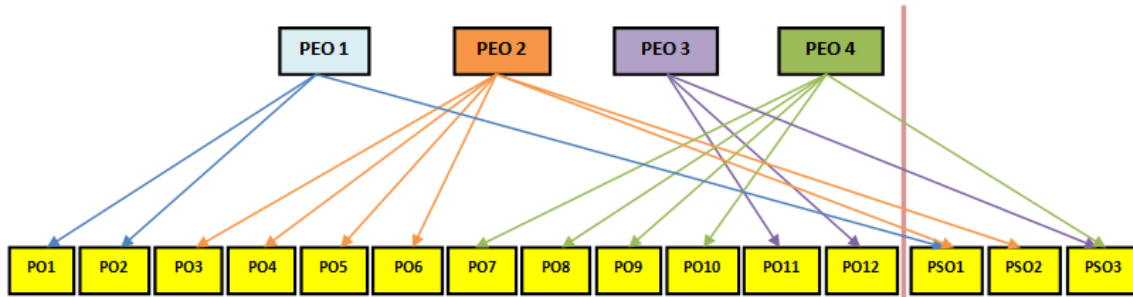 PEO 1 PEO 2 PEO 3 PEO 4
PO1 PO2 PO3 PO4 PO5 PO6 PO7 PO8 PO9 PO10 PO11 PO12 PSO1 PSO2 PSO3